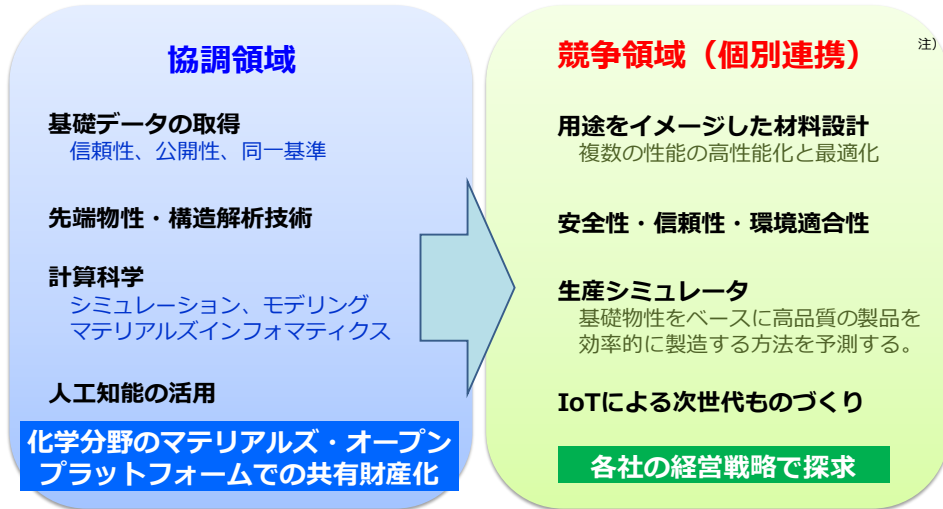 協調領域
基礎データの取得
信頼性、公開性、同一基準
先端物性・構造解析技術
計算科学
シミュレーション、モデリング
マテリアルズインフォマティクス
人工知能の活用
化学分野のマテリアルズ・オープン
プラットフォームでの共有財産化
競争領域（個別連携）
注）
用途をイメージした材料設計
複数の性能の高性能化と最適化
安全性・信頼性・環境適合性
生産シミュレータ
基礎物性をベースに高品質の製品を
効率的に製造する方法を予測する。
IoTによる次世代ものづくり
各社の経営戦略で探求